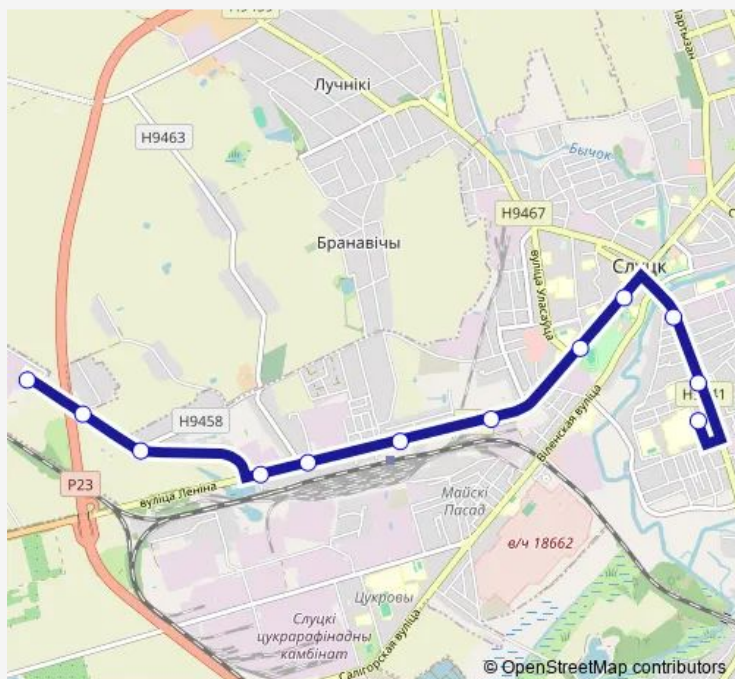 Лучнікі
Н9463
Бычок
Н9467
Бранавічы
Слуцк
вуліца Уласаўца
Н9458
Віленская вуліца
Р23
вуліца Леніна
Майскі
Пасад
в/ч 18662
Цукровы
Слуцкі
цукрарафінадны
камбінат
Салігорская вуліца
© OpenStreetMap contributors